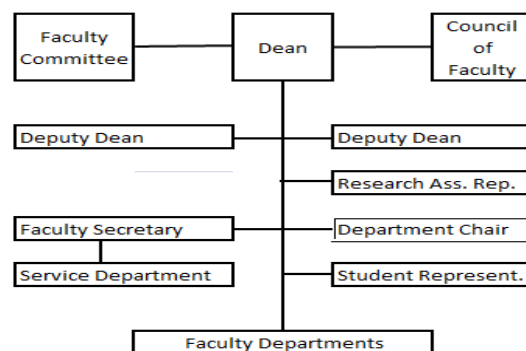 Faculty
Committee
Dean
Council
of
Faculty
Deputy Dean
Deputy Dean
Research Ass. Rep.
Faculty Secretary
Department Chair
Service Department
Student Represent.
Faculty Departments